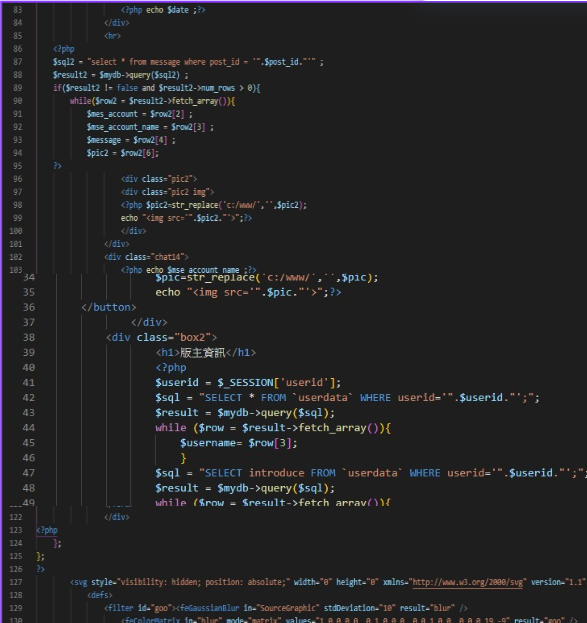 83 <?php echo $date ;?>
84 </div>
85 <hr>
86 <?php
87 $sql2 = "select * from message where post_id = '".$post_id."'" ;
88 $result2 = $mydb->query($sql2) ;
89 if($result2 != false and $result2->num_rows > 0){
90 while($row2 = $result2->fetch_array()){
91 $mes_account = $row2[2] ;
92 $mse_account_name = $row2[3] ;
93 $message = $row2[4] ;
94 $pic2 = $row2[6];
95 ?>
96 <div class="pic2">
97 <div class="pic2 img">
98 <?php $pic2=str_replace('c:/www/','',$pic2);
99 echo "<img src='".$pic2."'>";?>
100 </div>
101 </div>
102 <div class="chat14">
103 <?php echo $mse_account_name ;?>
34 $pic=str_replace('c:/www/','',$pic);
35 echo "<img src='".$pic."'>";?>
36 </button>
37 </div>
38 <div class="box2">
39 <h1>版主資訊</h1>
40 <?php
41 $userid = $_SESSION['userid'];
42 $sql = "SELECT * FROM `userdata` WHERE userid='".$userid."';";
43 $result = $mydb->query($sql);
44 while ($row = $result->fetch_array()){
45 $username= $row[3];
46 }
47 $sql = "SELECT introduce FROM `userdata` WHERE userid='".$userid."';";
48 $result = $mydb->query($sql);
49 while ($row = $result->fetch_array()){
122 </div>
123 <?php
124 };
125 };
126 ?>
127 <svg style="visibility: hidden; position: absolute;" width="0" height="0" xmlns="http://www.w3.org/2000/svg" version="1.1"
128 <defs>
129 <filter id="goo"><feGaussianBlur in="SourceGraphic" stdDeviation="10" result="blur" />
130 <feColorMatrix in="blur" mode="matrix" values="1 0 0 0 0 0 1 0 0 0 0 0 1 0 0 0 0 0 19 -9" result="goo" />